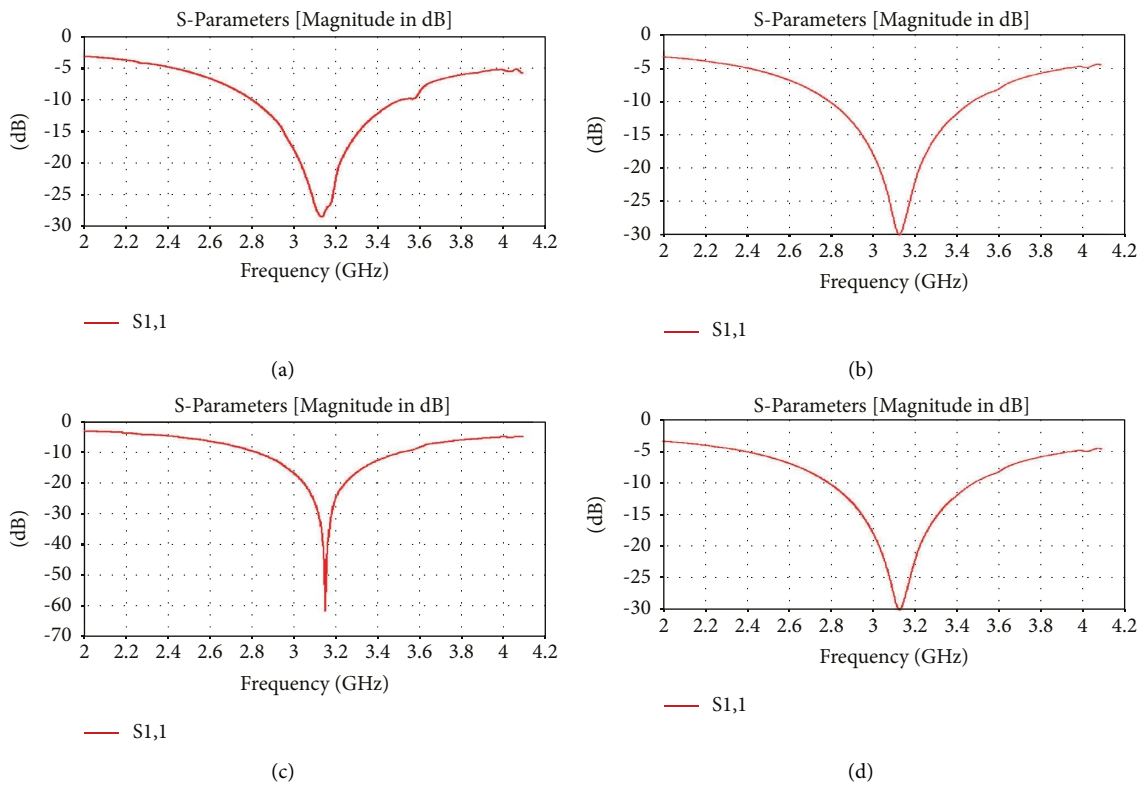 S-Parameters [Magnitude in dB]
0
-5
-10
-15
-20
-25
-30
(dB)
2 2.2 2.4 2.6 2.8 3 3.2 3.4 3.6 3.8 4 4.2
Frequency (GHz)
S1,1
(a)
S-Parameters [Magnitude in dB]
0
-5
-10
-15
-20
-25
-30
(dB)
2 2.2 2.4 2.6 2.8 3 3.2 3.4 3.6 3.8 4 4.2
Frequency (GHz)
S1,1
(b)
S-Parameters [Magnitude in dB]
0
-10
-20
-30
-40
-50
-60
-70
(dB)
2 2.2 2.4 2.6 2.8 3 3.2 3.4 3.6 3.8 4 4.2
Frequency (GHz)
S1,1
(c)
S-Parameters [Magnitude in dB]
0
-5
-10
-15
-20
-25
-30
(dB)
2 2.2 2.4 2.6 2.8 3 3.2 3.4 3.6 3.8 4 4.2
Frequency (GHz)
S1,1
(d)